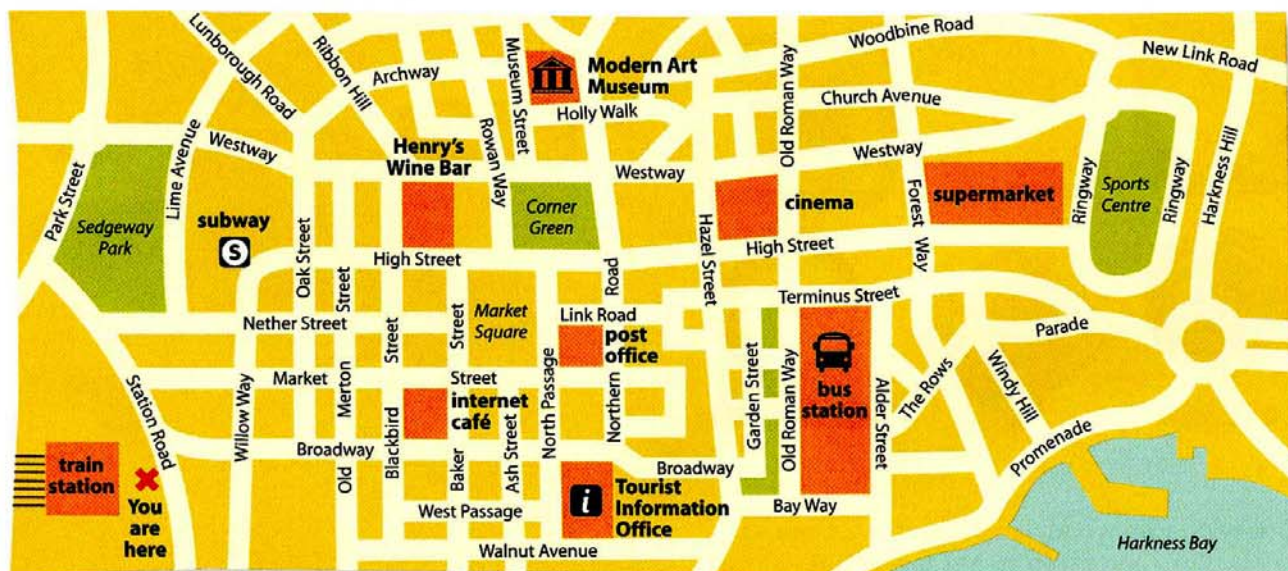 Lunborough Road
Ribbon Hill
Archway
Museum Street
Modern Art
Museum
Holly Walk
Old Roman Way
Woodbine Road
New Link Road
Church Avenue
Westway
Henry's
Wine Bar
Rowan Way
Westway
Westway
Park Street
Sedgeway
Park
Lime Avenue
subway
S
Oak Street
Corner
Green
Hazel Street
cinema
Forest Way
supermarket
Ringway
Sports
Centre
Ringway
Harkness Hill
High Street
High Street
Nether Street
Old Merton Street
Blackbird Street
Baker Street
Market
Square
Link Road
Northern Road
post
office
Terminus Street
Parade
Market Street
internet
café
Ash Street
North Passage
Garden Street
Old Roman Way
bus
station
Alder Street
The Rows
Windy Hill
Promenade
Station Road
Willow Way
Broadway
Broadway
train
station
You
are
here
West Passage
i
Tourist
Information
Office
Bay Way
Walnut Avenue
Harkness Bay